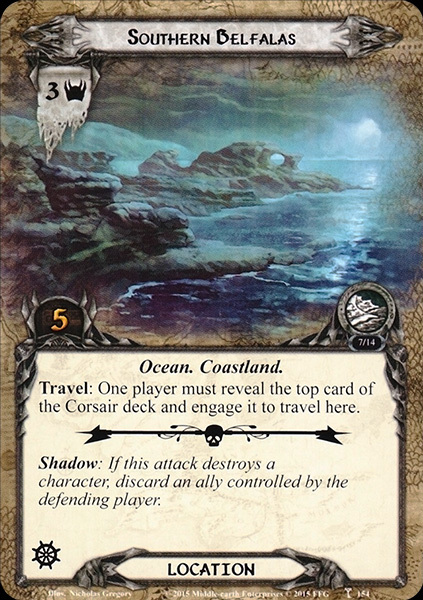 SOUTHERN BELFALAS
3
5
7/14
Ocean. Coastland.
Travel: One player must reveal the top card of
the Corsair deck and engage it to travel here.
Shadow: If this attack destroys a
character, discard an ally controlled by the
defending player.
LOCATION
Illus. Nicholas Gregory © 2015 Middle-earth Enterprises © 2015 FFG 154